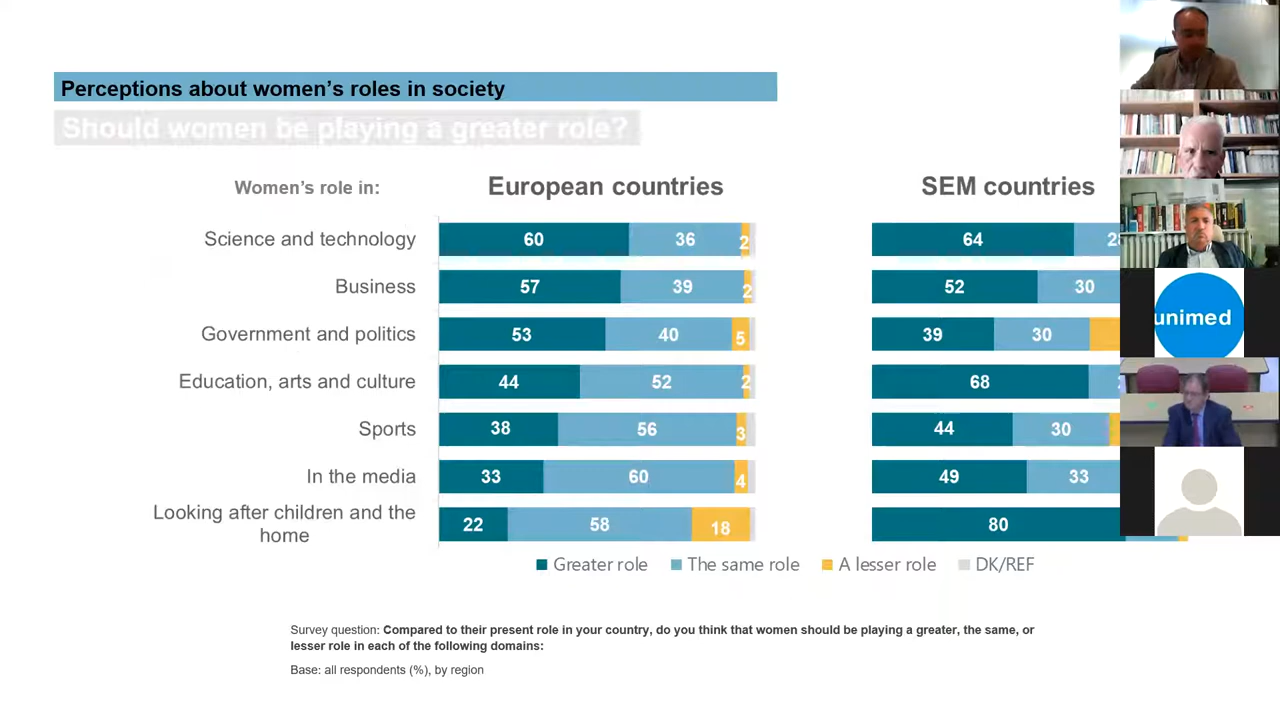 Perceptions about women's roles in society
Should women be playing a greater role?
Women's role in: European countries SEM countries
Science and technology 60 36 2 64
Business 57 39 2 52 30
Government and politics 53 40 5 39 30
Education, arts and culture 44 52 2 68
Sports 38 56 3 44 30
In the media 33 60 4 49 33
Looking after children and the
home 22 58 18 80
Greater role The same role A lesser role DK/REF
Survey question: Compared to their present role in your country, do you think that women should be playing a greater, the same, or
lesser role in each of the following domains:
Base: all respondents (%), by region
unimed